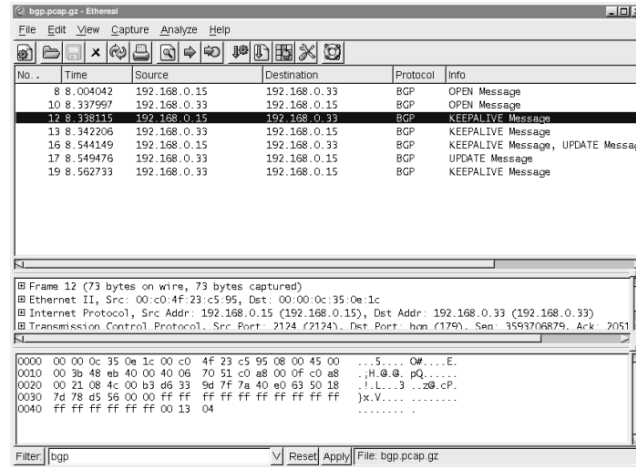 bgp.pcap.gz - Ethereal
File Edit View Capture Analyze Help
No. . Time Source Destination Protocol Info
8 8.004042 192.168.0.15 192.168.0.33 BGP OPEN Message
10 8.337997 192.168.0.33 192.168.0.15 BGP OPEN Message
12 8.338115 192.168.0.15 192.168.0.33 BGP KEEPALIVE Message
13 8.342206 192.168.0.33 192.168.0.15 BGP KEEPALIVE Message
16 8.544149 192.168.0.15 192.168.0.33 BGP KEEPALIVE Message, UPDATE Messag
17 8.549476 192.168.0.33 192.168.0.15 BGP UPDATE Message
19 8.562733 192.168.0.33 192.168.0.15 BGP KEEPALIVE Message
Frame 12 (73 bytes on wire, 73 bytes captured)
Ethernet II, Src: 00:c0:4f:23:c5:95, Dst: 00:00:0c:35:0e:1c
Internet Protocol, Src Addr: 192.168.0.15 (192.168.0.15), Dst Addr: 192.168.0.33 (192.168.0.33)
Transmission Control Protocol, Src Port: 2124 (2124), Dst Port: bgp (179), Seq: 3593706879, Ack: 2051
0000 00 00 0c 35 0e 1c 00 c0 4f 23 c5 95 08 00 45 00 ...5.... O#....E.
0010 00 3b 48 eb 40 00 40 06 70 51 c0 a8 00 0f c0 a8 .;H.@.@. pQ......
0020 00 21 08 4c 00 b3 d6 33 9d 7f 7a 40 e0 63 50 18 .!.L...3 ..z@.cP.
0030 7d 78 d5 56 00 00 ff ff ff ff ff ff ff ff ff ff }x.V.... ........
0040 ff ff ff ff ff ff 00 13 04 ........ .
Filter: bgp Reset Apply File: bgp.pcap.gz